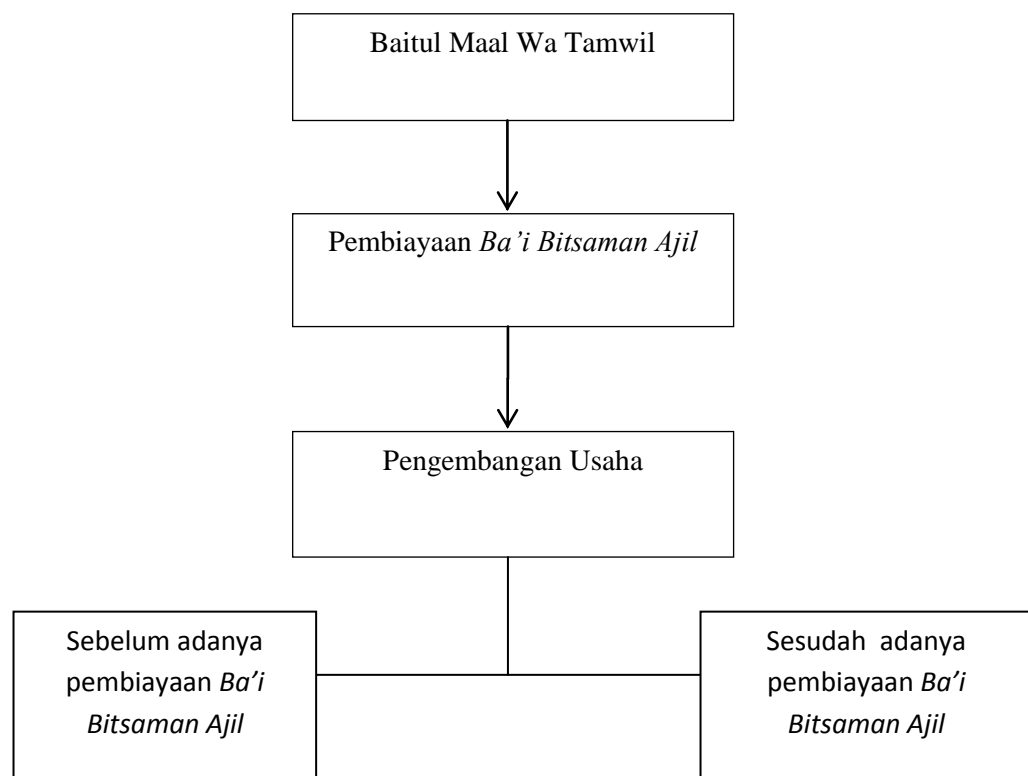 Baitul Maal Wa Tamwil
Pembiayaan Ba’i Bitsaman Ajil
Pengembangan Usaha
Sebelum adanya
pembiayaan Ba’i
Bitsaman Ajil
Sesudah adanya
pembiayaan Ba’i
Bitsaman Ajil